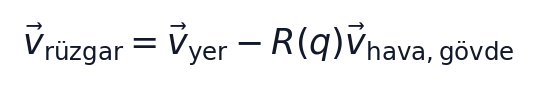 v⃗_rüzgar = v⃗_yer − R(q)v⃗_hava, gövde